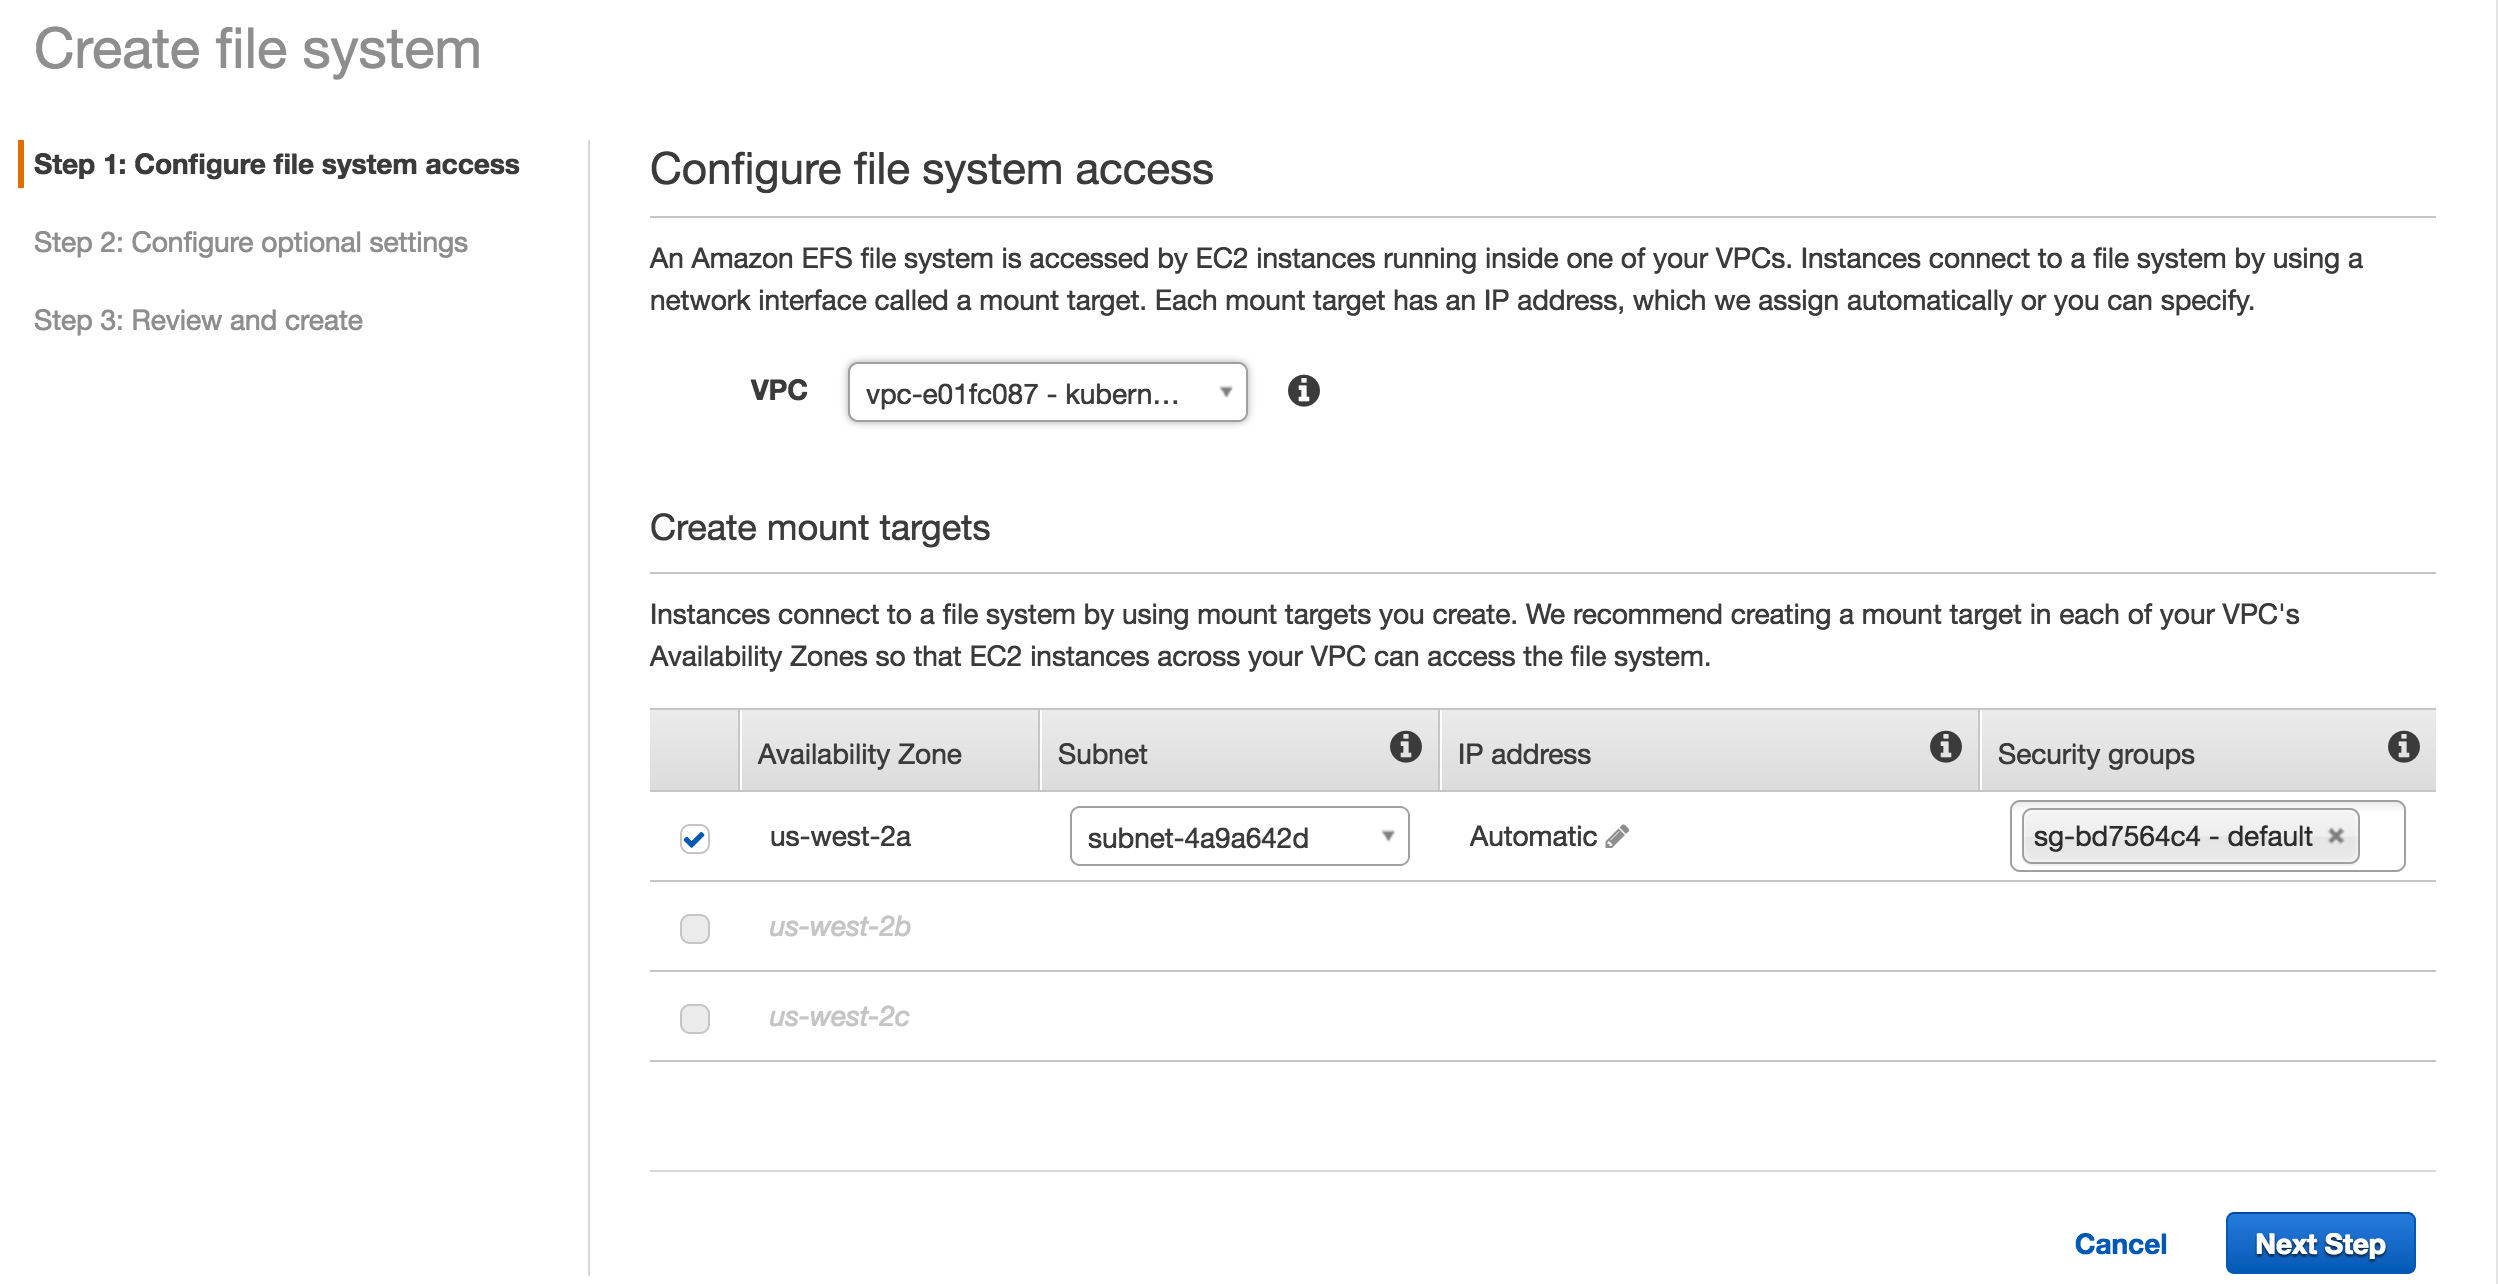 Create file system
Step 1: Configure file system access
Step 2: Configure optional settings
Step 3: Review and create
Configure file system access
An Amazon EFS file system is accessed by EC2 instances running inside one of your VPCs. Instances connect to a file system by using a
network interface called a mount target. Each mount target has an IP address, which we assign automatically or you can specify.
VPC vpc-e01fc087 - kubern...
Create mount targets
Instances connect to a file system by using mount targets you create. We recommend creating a mount target in each of your VPC's
Availability Zones so that EC2 instances across your VPC can access the file system.
Availability Zone Subnet IP address Security groups
us-west-2a subnet-4a9a642d Automatic sg-bd7564c4 - default
us-west-2b
us-west-2c
Cancel Next Step